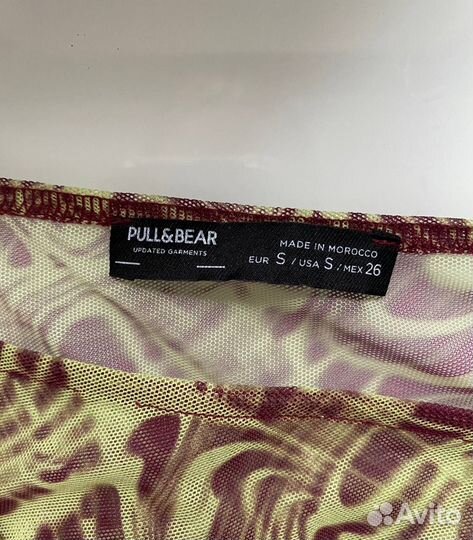 PULL&BEAR
UPDATED GARMENTS
MADE IN MOROCCO
EUR S / USA S / MEX 26
Avito